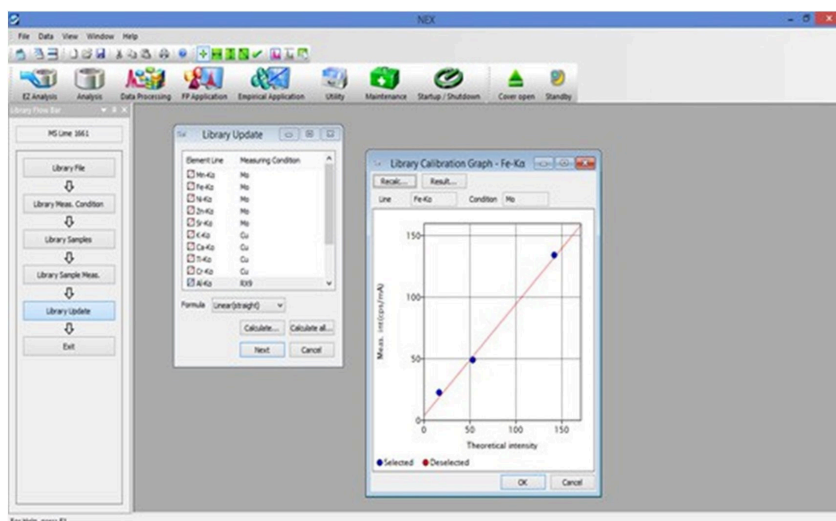 NEX
File Data View Window Help
EZ Analysis Analysis Data Processing FP Application Empirical Application Utility Maintenance Startup / Shutdown Cover open Standby
Library Flow Bar
MS Lime 1661
Library File
Library Meas. Condition
Library Samples
Library Sample Meas.
Library Update
Exit
Library Update
Element Line Measuring Condition
Mn-Kα Mo
Fe-Kα Mo
Ni-Kα Mo
Zn-Kα Mo
Sr-Kα Mo
K-Kα Cu
Ca-Kα Cu
Ti-Kα Cu
Cr-Kα Cu
Al-Kα RX9
Formula Linear(straight)
Calculate... Calculate all...
Next Cancel
Library Calibration Graph - Fe-Kα
Recalc... Result...
Line Fe-Kα Condition Mo
Meas. int(cps/mA)
150
100
50
0
0 50 100 150
Theoretical intensity
Selected Deselected
OK Cancel
For Help, press F1